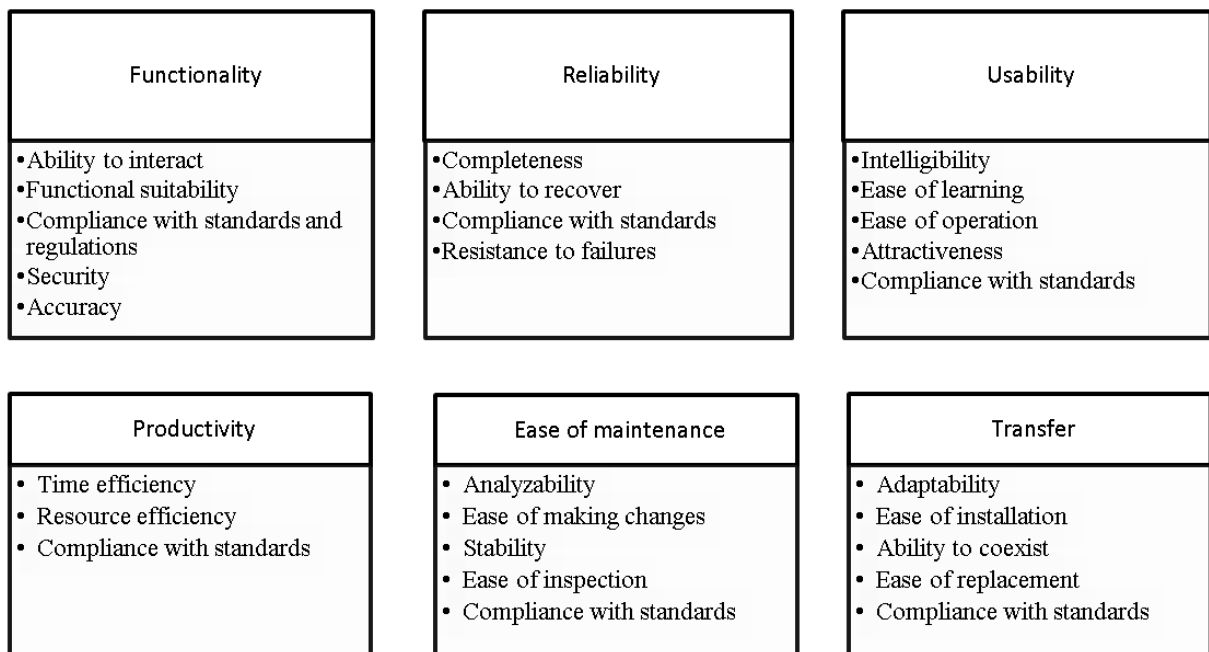 Functionality
•Ability to interact
•Functional suitability
•Compliance with standards and
regulations
•Security
•Accuracy
Reliability
•Completeness
•Ability to recover
•Compliance with standards
•Resistance to failures
Usability
•Intelligibility
•Ease of learning
•Ease of operation
•Attractiveness
•Compliance with standards
Productivity
• Time efficiency
• Resource efficiency
• Compliance with standards
Ease of maintenance
• Analyzability
• Ease of making changes
• Stability
• Ease of inspection
• Compliance with standards
Transfer
• Adaptability
• Ease of installation
• Ability to coexist
• Ease of replacement
• Compliance with standards